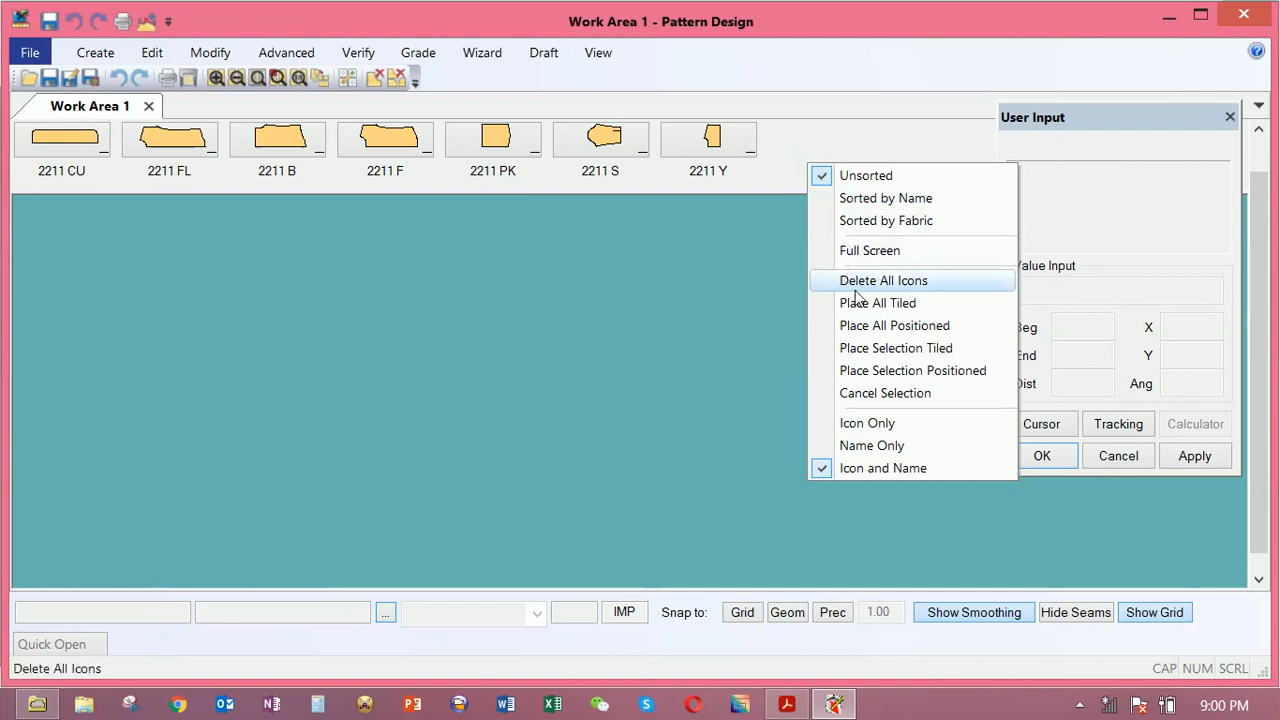 Work Area 1 - Pattern Design
File Create Edit Modify Advanced Verify Grade Wizard Draft View
Work Area 1
User Input
2211 CU 2211 FL 2211 B 2211 F 2211 PK 2211 S 2211 Y
Unsorted
Sorted by Name
Sorted by Fabric
Full Screen
Delete All Icons
Place All Tiled
Place All Positioned
Place Selection Tiled
Place Selection Positioned
Cancel Selection
Icon Only
Name Only
Icon and Name
Value Input
Beg X
End Y
Dist Ang
Cursor Tracking Calculator
OK Cancel Apply
... IMP Snap to: Grid Geom Prec 1.00 Show Smoothing Hide Seams Show Grid
Quick Open
Delete All Icons CAP NUM SCRL
9:00 PM